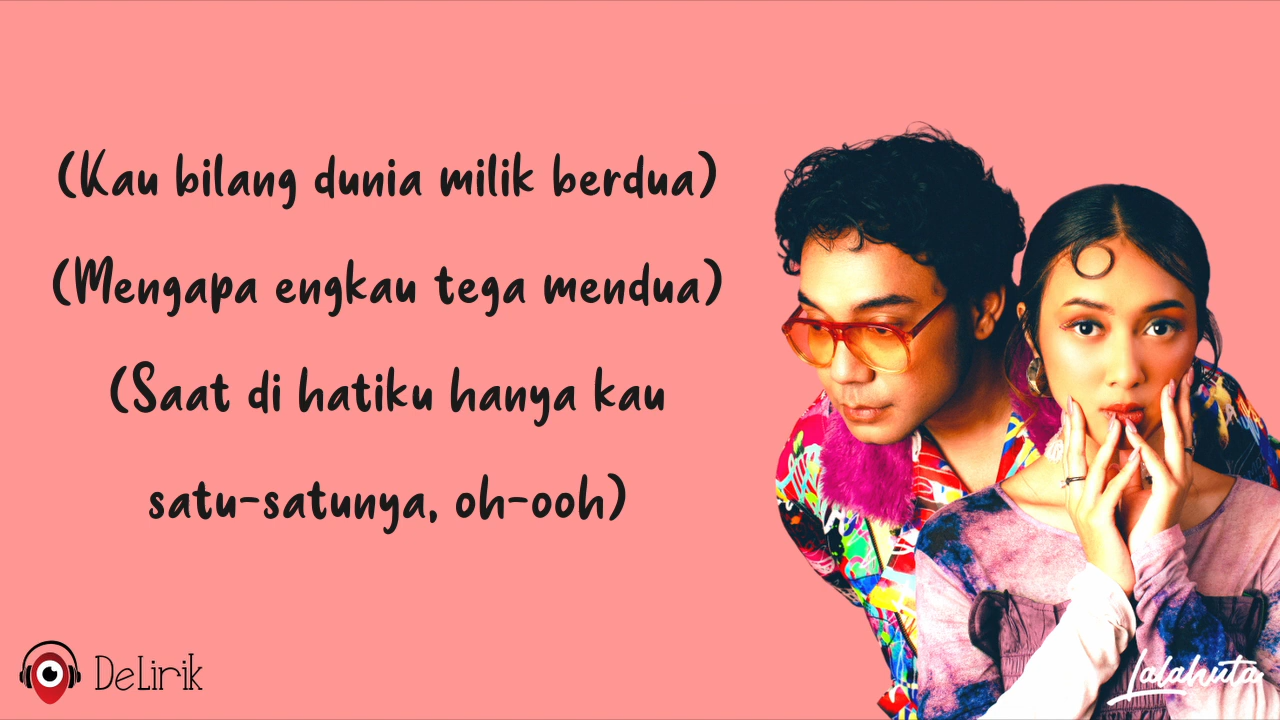 (Kau bilang dunia milik berdua)
(Mengapa engkau tega mendua)
(Saat di hatiku hanya kau
satu-satunya, oh-ooh)
DeLirik
Lalahuta